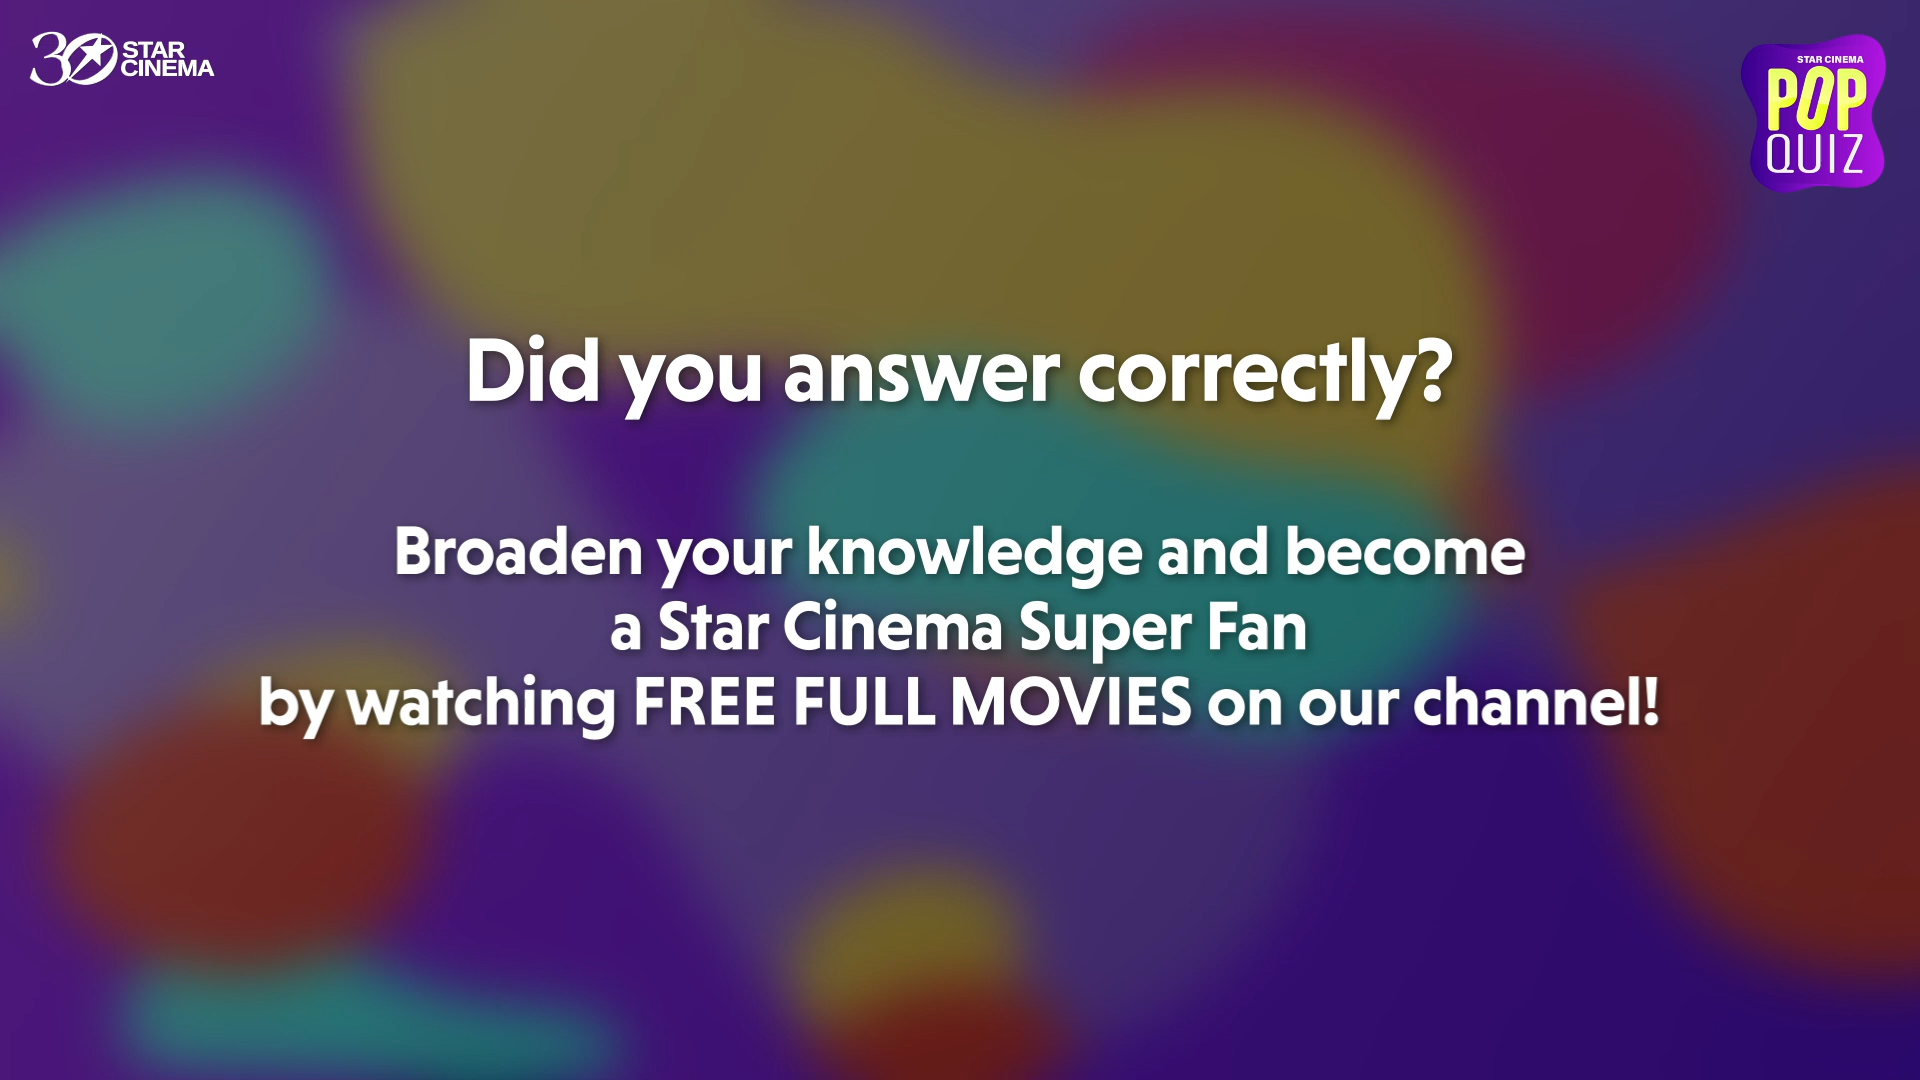 30 STAR
CINEMA
STAR CINEMA
POP
QUIZ
Did you answer correctly?
Broaden your knowledge and become
a Star Cinema Super Fan
by watching FREE FULL MOVIES on our channel!